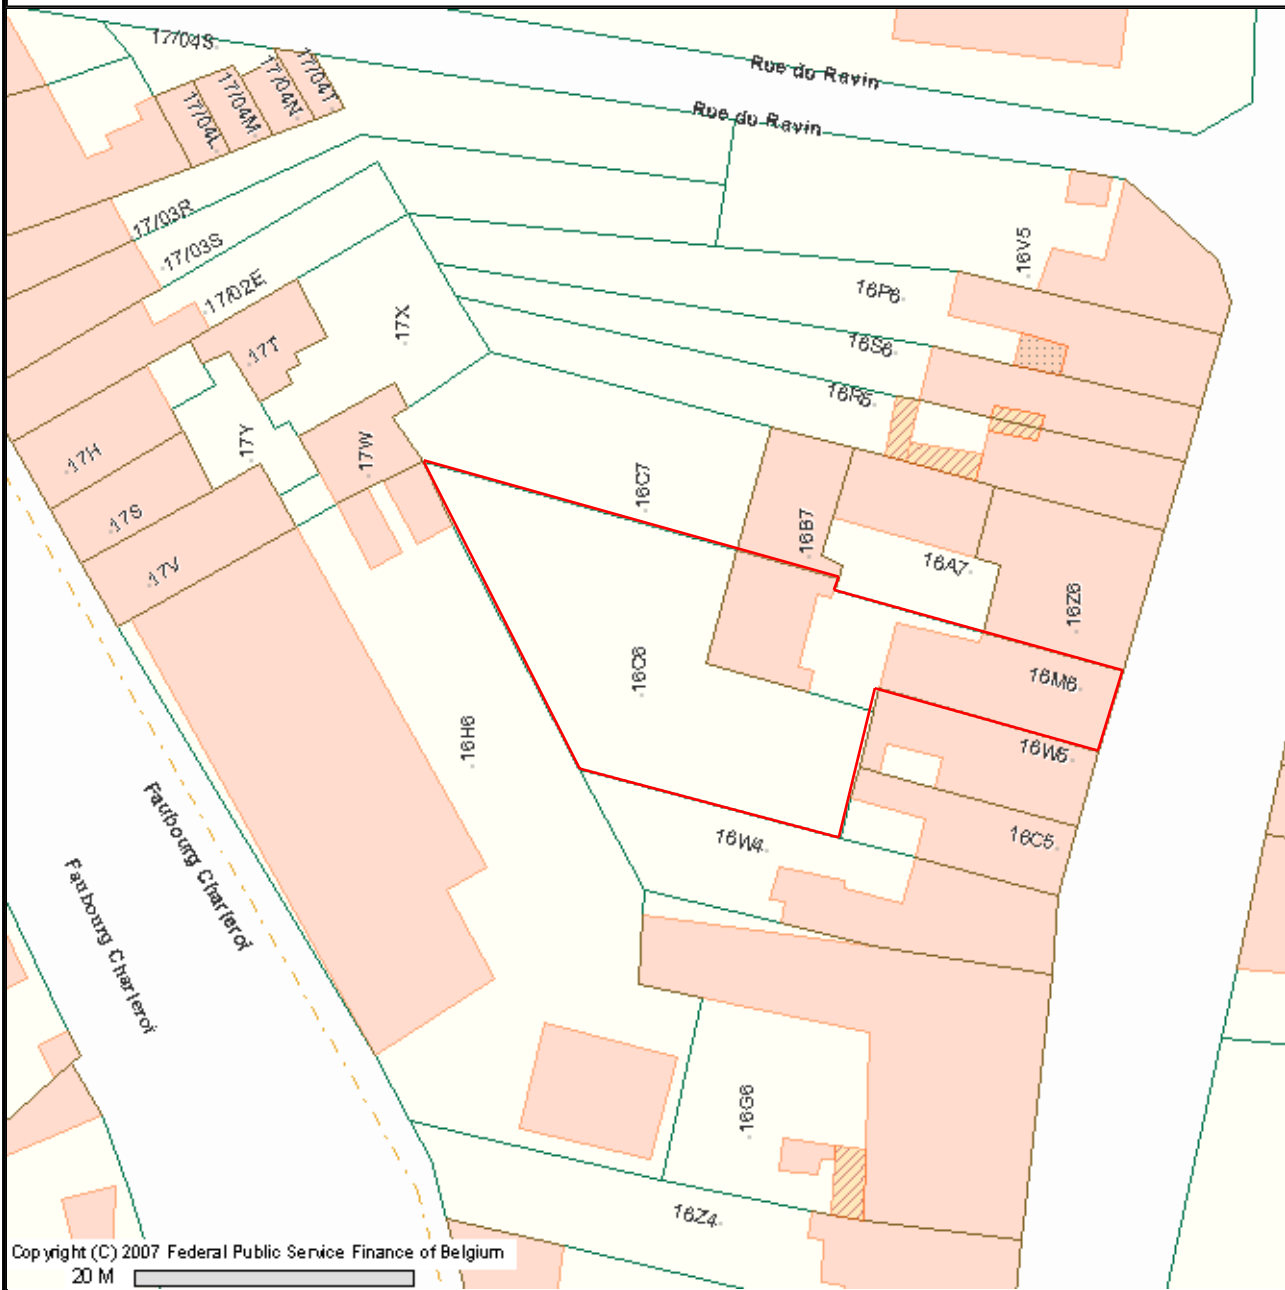 17/04S
17/04L
17/04M
17/04N
17/04T
Rue du Ravin
Rue du Ravin
17/03R
17/03S
17/02E
17X
17T
16V5
16P6
16S6
16R5
17H
17Y
17W
17S
17V
16C7
16B7
16A7
16Z6
16C6
16M6
16W5
16H6
16W4
16C5
Faubourg Charleroi
Faubourg Charleroi
16G6
16Z4
Copyright (C) 2007 Federal Public Service Finance of Belgium
20 M